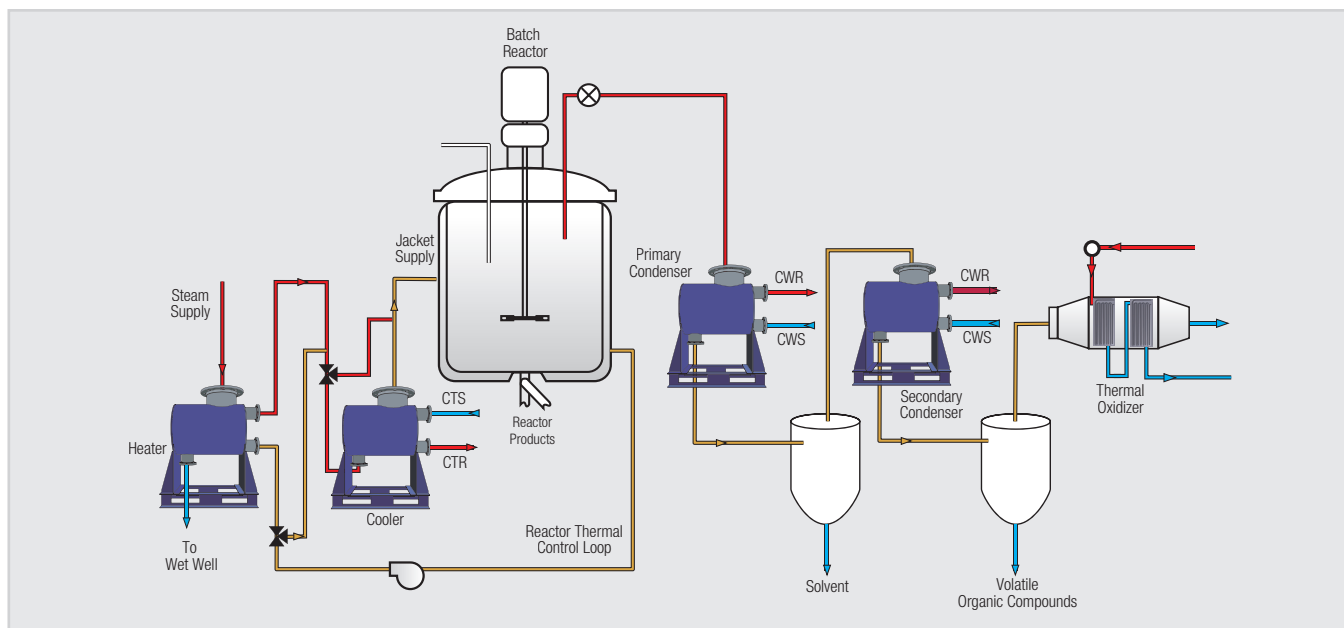 Batch
Reactor
Jacket
Supply
Primary
Condenser
CWR
CWR
Steam
Supply
CWS
CWS
Thermal
Oxidizer
Secondary
Condenser
CTS
Reactor
Products
Heater
CTR
Cooler
Reactor Thermal
Control Loop
To
Wet Well
Solvent
Volatile
Organic Compounds